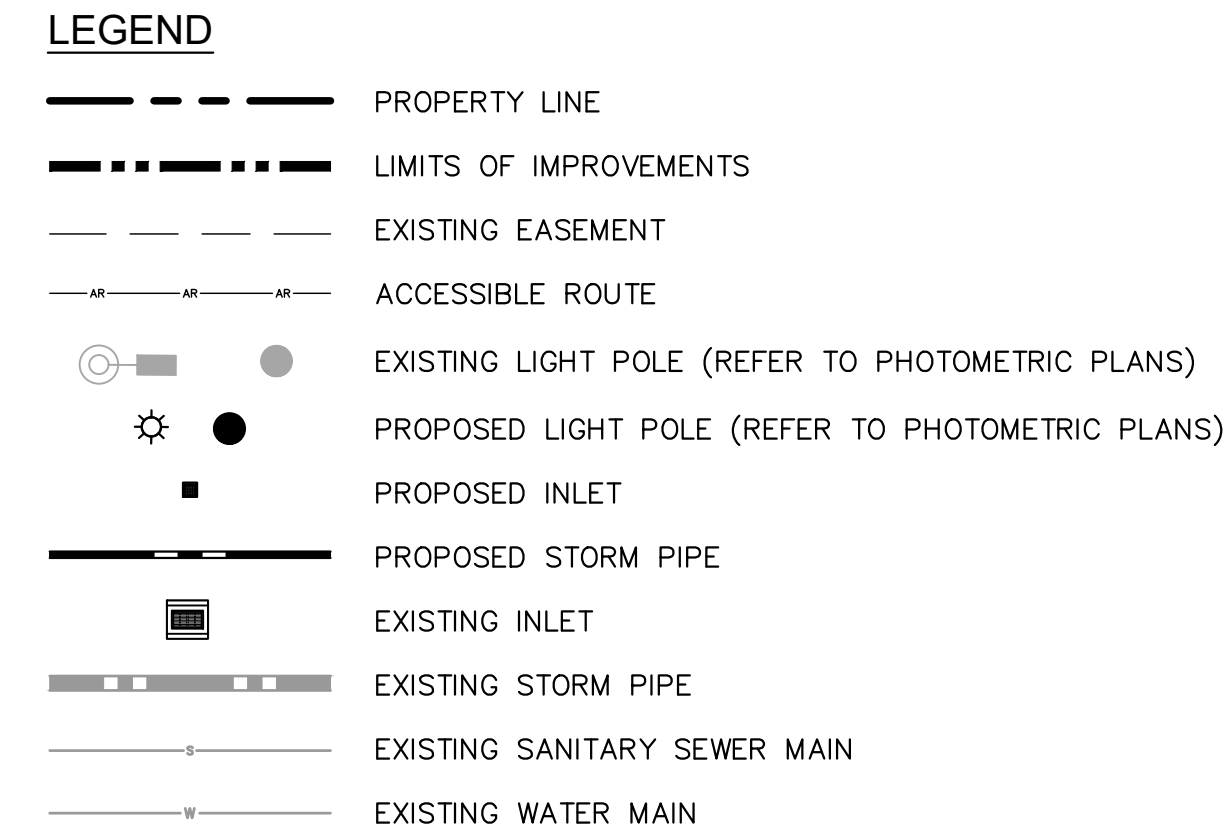 LEGEND
PROPERTY LINE
LIMITS OF IMPROVEMENTS
EXISTING EASEMENT
AR AR AR ACCESSIBLE ROUTE
EXISTING LIGHT POLE (REFER TO PHOTOMETRIC PLANS)
PROPOSED LIGHT POLE (REFER TO PHOTOMETRIC PLANS)
PROPOSED INLET
PROPOSED STORM PIPE
EXISTING INLET
EXISTING STORM PIPE
S EXISTING SANITARY SEWER MAIN
W EXISTING WATER MAIN